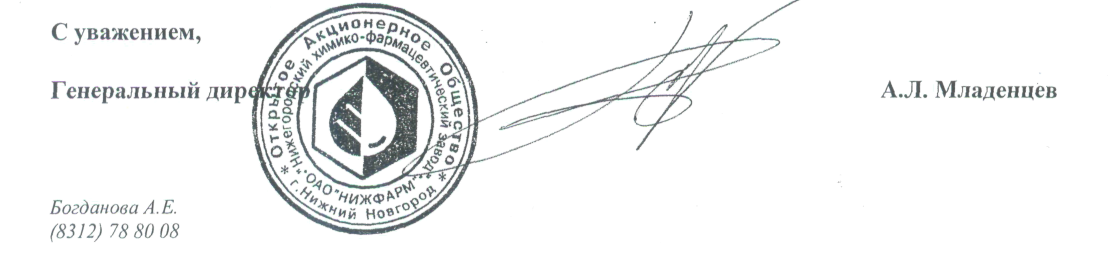 С уважением,
Генеральный директор
А.Л. Младенцев
* Открытое Акционерное Общество *
г.Нижний Новгород
"Нижегородский химико-фармацевтический завод"
*ОАО"НИЖФАРМ"*
Богданова А.Е.
(8312) 78 80 08